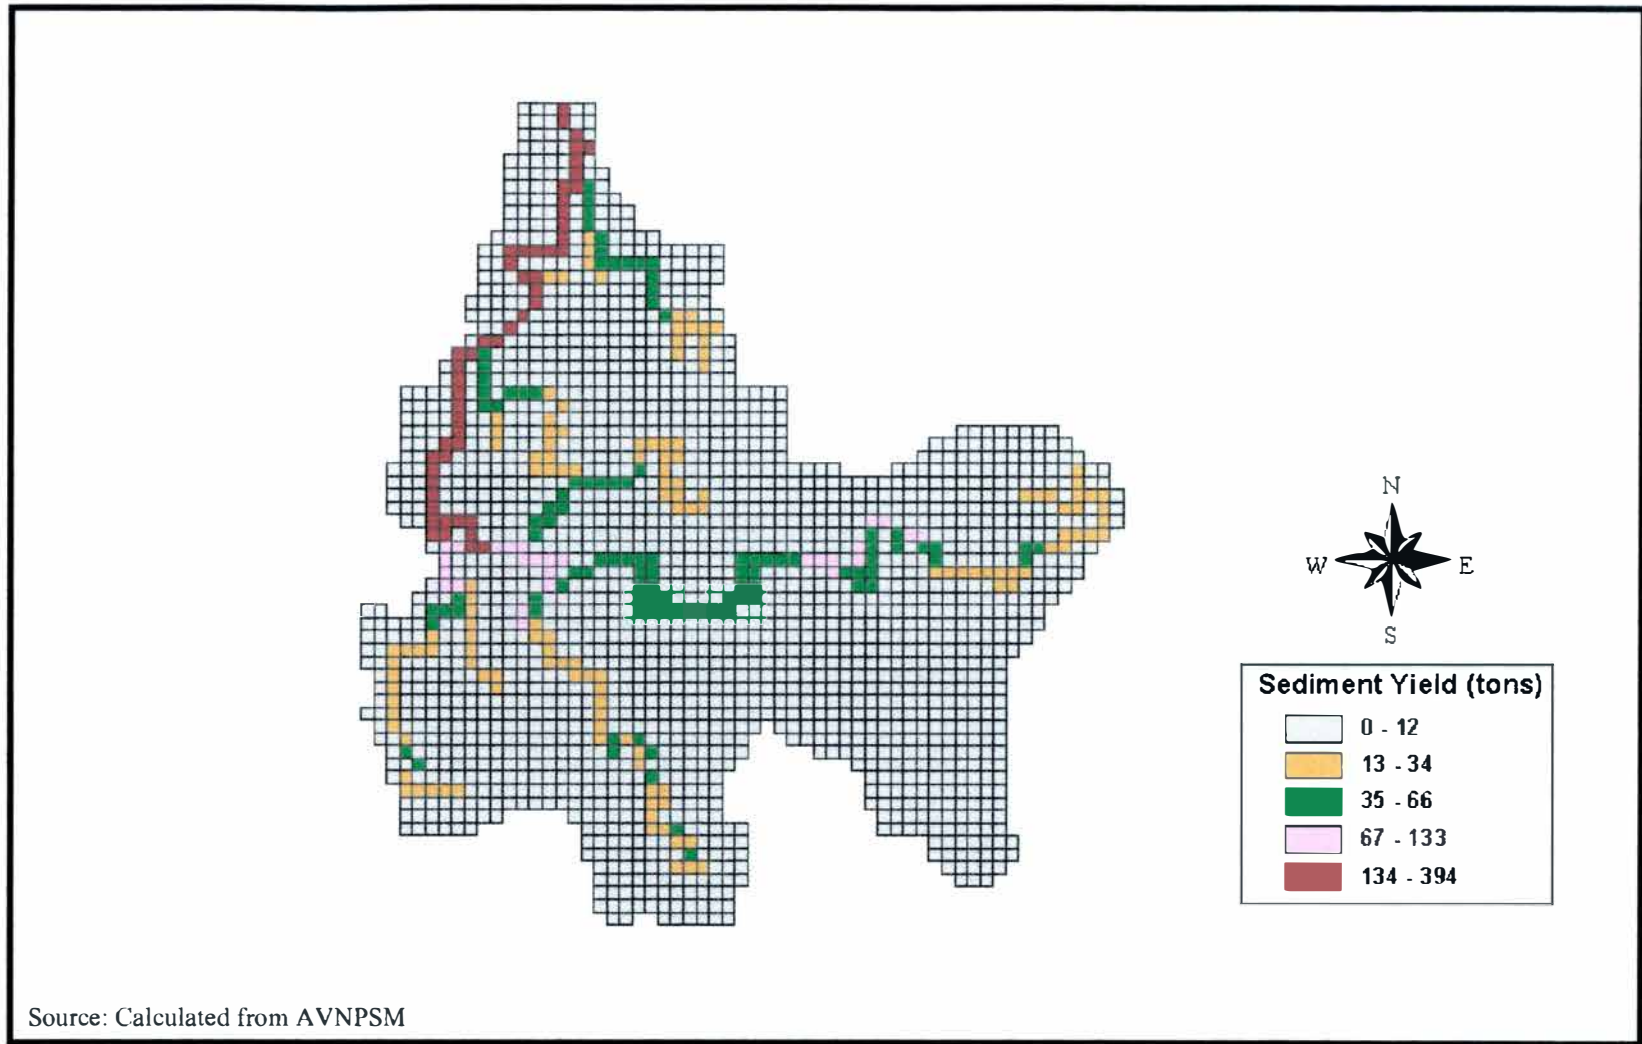 N
W E
S
Sediment Yield (tons)
0 - 12
13 - 34
35 - 66
67 - 133
134 - 394
Source: Calculated from AVNPSM